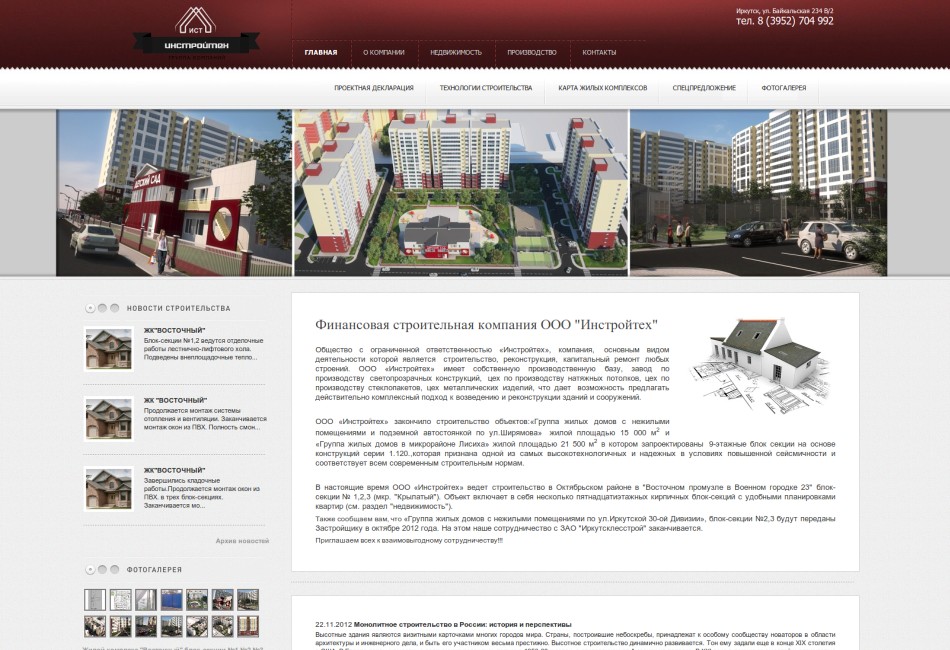 Иркутск, ул. Байкальская 234 В/2
тел. 8 (3952) 704 992
ИСТ
ИНСТРОЙТЕК
ГЛАВНАЯ
О КОМПАНИИ
НЕДВИЖИМОСТЬ
ПРОИЗВОДСТВО
КОНТАКТЫ
ПРОЕКТНАЯ ДЕКЛАРАЦИЯ
ТЕХНОЛОГИИ СТРОИТЕЛЬСТВА
КАРТА ЖИЛЫХ КОМПЛЕКСОВ
СПЕЦПРЕДЛОЖЕНИЕ
ФОТОГАЛЕРЕЯ
ДЕТСКИЙ САД
НОВОСТИ СТРОИТЕЛЬСТВА
ЖК"ВОСТОЧНЫЙ"
Блок-секции №1,2 ведутся отделочные
работы лестнично-лифтового хола.
Подведены внеплощадочные тепло...
ЖК "ВОСТОЧНЫЙ"
Продолжается монтаж системы
отопления и вентиляции. Заканчивается
монтаж окон из ПВХ. Полность смон...
ЖК"ВОСТОЧНЫЙ"
Завершились кладочные
работы.Продолжается монтаж окон из
ПВХ. в трех блок-секциях.
Заканчивается мо...
Архив новостей
ФОТОГАЛЕРЕЯ
Финансовая строительная компания ООО "Инстройтех"
Общество с ограниченной ответственностью «Инстройтех», компания, основным видом
деятельности которой является строительство, реконструкция, капитальный ремонт любых
строений. ООО «Инстройтех» имеет собственную производственную базу, завод по
производству светопрозрачных конструкций, цех по производству натяжных потолков, цех по
производству стеклопакетов, цех металлических изделий, что дает возможность предлагать
действительно комплексный подход к возведению и реконструкции зданий и сооружений.
ООО «Инстройтех» закончило строительство объектов:«Группа жилых домов с нежилыми
помещениями и подземной автостоянкой по ул.Ширямова» жилой площадью 15 000 м2 и
«Группа жилых домов в микрорайоне Лисиха» жилой площадью 21 500 м2 в котором запроектированы 9-этажные блок секции на основе
конструкций серии 1.120.,которая признана одной из самых высокотехнологичных и надежных в условиях повышенной сейсмичности и
соответствует всем современным строительным нормам.
В настоящие время ООО «Инстройтех» ведет строительство в Октябрьском районе в "Восточном промузле в Военном городке 23" блок-
секции № 1,2,3 (мкр. "Крылатый"). Объект включает в себя несколько пятнадцатиэтажных кирпичных блок-секций с удобными планировками
квартир (см. раздел "недвижимость").
Также сообщаем вам, что «Группа жилых домов с нежилыми помещениями по ул.Иркутской 30-ой Дивизии», блок-секции №2,3 будут переданы
Застройщику в октябре 2012 года. На этом наше сотрудничество с ЗАО "Иркутсклесстрой" заканчивается.
Приглашаем всех к взаимовыгодному сотрудничеству!!!
22.11.2012 Монолитное строительство в России: история и перспективы
Высотные здания являются визитными карточками многих городов мира. Страны, построившие небоскребы, принадлежат к особому сообществу новаторов в области
архитектуры и инженерного дела, и быть его участником весьма престижно. Высотное строительство динамично развивается. Тон ему задали еще в конце XIX столетия